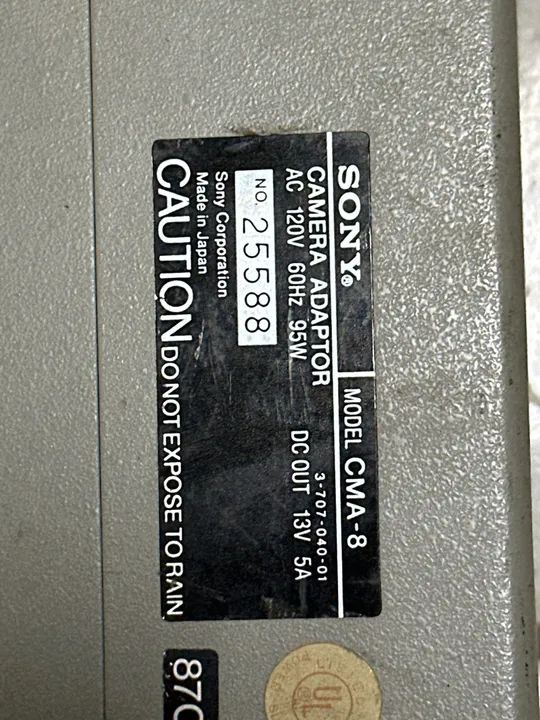 SONY® MODEL CMA-8
CAMERA ADAPTOR 3-707-040-01
AC 120V 60Hz 95W DC OUT 13V 5A
NO. 25588
Sony Corporation
Made in Japan
CAUTION DO NOT EXPOSE TO RAIN
UL